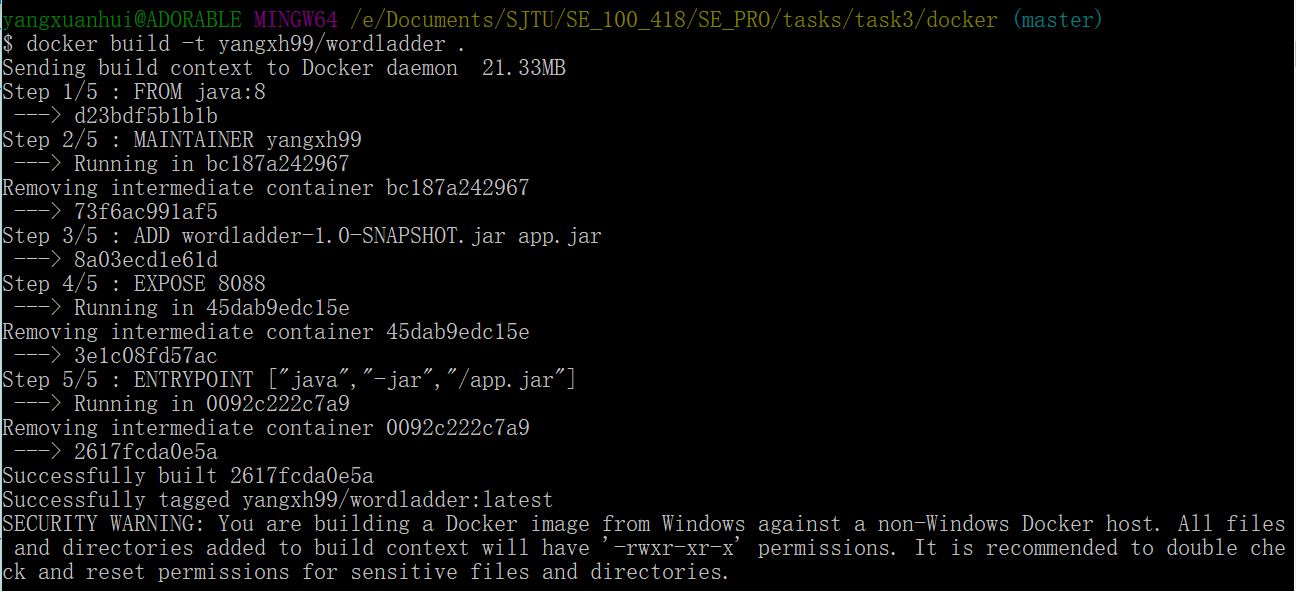 yangxuanhui@ADORABLE MINGW64 /e/Documents/SJTU/SE_100_418/SE_PRO/tasks/task3/docker (master)
$ docker build -t yangxh99/wordladder .
Sending build context to Docker daemon  21.33MB
Step 1/5 : FROM java:8
 ---> d23bdf5b1b1b
Step 2/5 : MAINTAINER yangxh99
 ---> Running in bc187a242967
Removing intermediate container bc187a242967
 ---> 73f6ac991af5
Step 3/5 : ADD wordladder-1.0-SNAPSHOT.jar app.jar
 ---> 8a03ecd1e61d
Step 4/5 : EXPOSE 8088
 ---> Running in 45dab9edc15e
Removing intermediate container 45dab9edc15e
 ---> 3e1c08fd57ac
Step 5/5 : ENTRYPOINT ["java","-jar","/app.jar"]
 ---> Running in 0092c222c7a9
Removing intermediate container 0092c222c7a9
 ---> 2617fcda0e5a
Successfully built 2617fcda0e5a
Successfully tagged yangxh99/wordladder:latest
SECURITY WARNING: You are building a Docker image from Windows against a non-Windows Docker host. All files
 and directories added to build context will have '-rwxr-xr-x' permissions. It is recommended to double che
ck and reset permissions for sensitive files and directories.